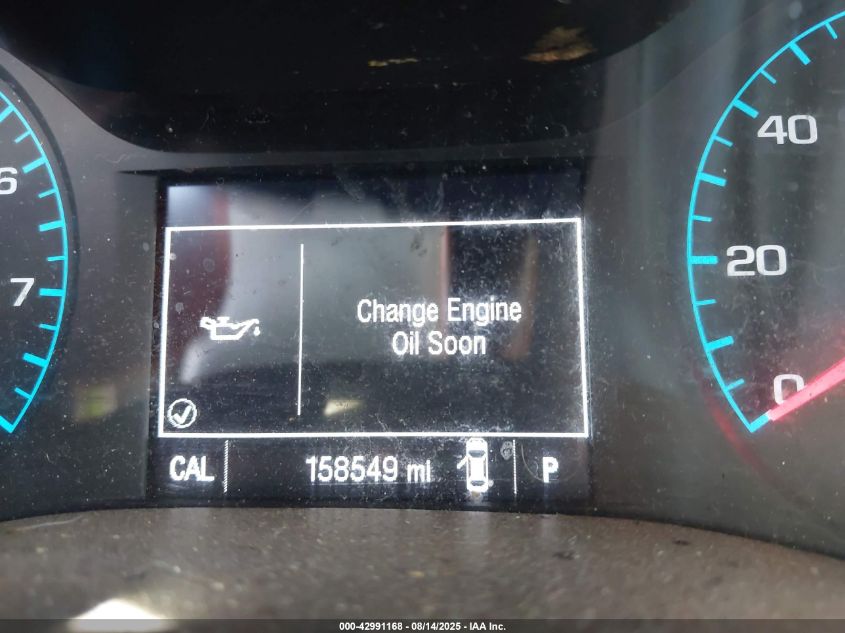 6
7
Change Engine
Oil Soon
CAL 158549 mi P
40
20
0
000-42991168 - 08/14/2025 - IAA Inc.